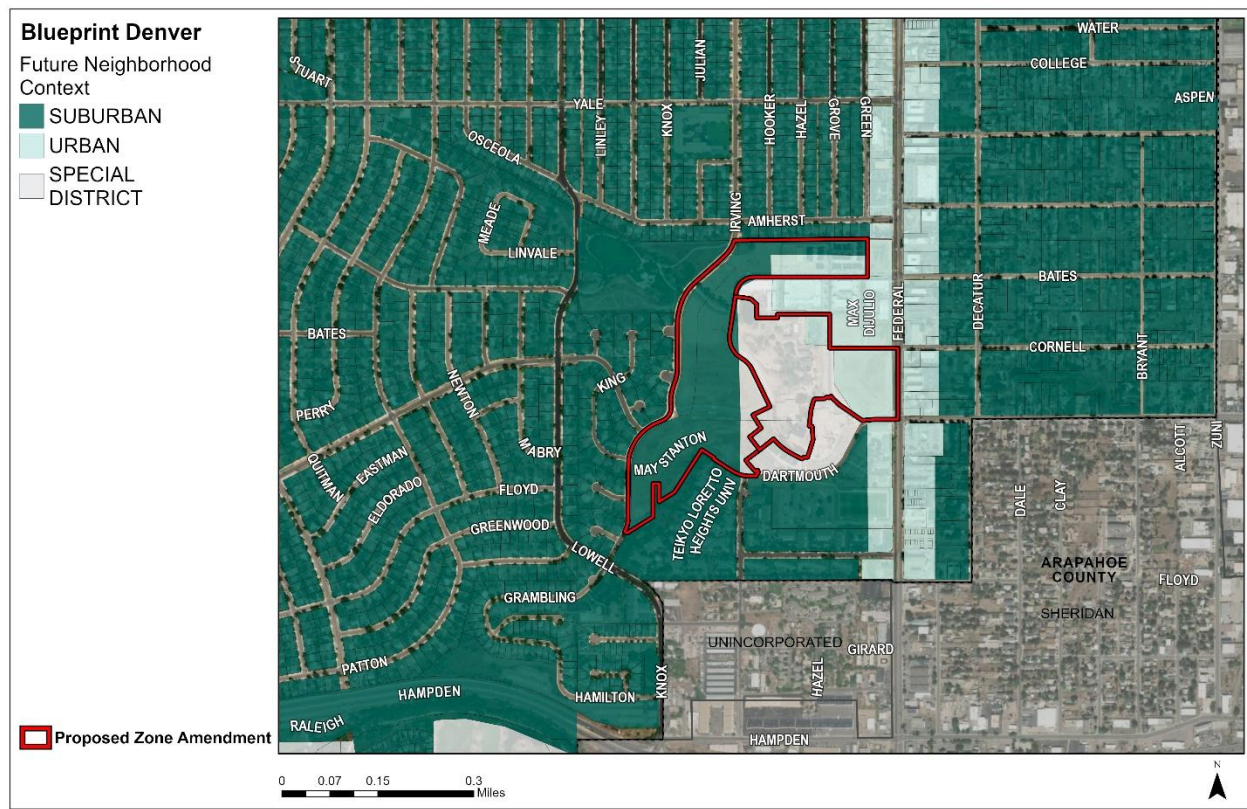 Blueprint Denver
Future Neighborhood
Context
SUBURBAN
URBAN
SPECIAL
DISTRICT
Proposed Zone Amendment
WATER
STUART
COLLEGE
JULIAN
ASPEN
YALE
LINLEY
KNOX
HOOKER
HAZEL
GROVE
GREEN
OSCEOLA
IRVING
AMHERST
MEADE
LINVALE
BATES
MAX
DIJULIO
FEDERAL
DECATUR
BATES
CORNELL
BRYANT
KING
NEWTON
PERRY
MABRY
MAY STANTON
QUITMAN
EASTMAN
ELDORADO
FLOYD
GREENWOOD
TEIKYO LORETTO
HEIGHTS UNIV
DARTMOUTH
ALCOTT
ZUNI
DALE
CLAY
LOWELL
ARAPAHOE
COUNTY
FLOYD
GRAMBLING
SHERIDAN
UNINCORPORATED
GIRARD
PATTON
HAZEL
KNOX
HAMPDEN
HAMILTON
RALEIGH
HAMPDEN
0 0.07 0.15 0.3
Miles
N